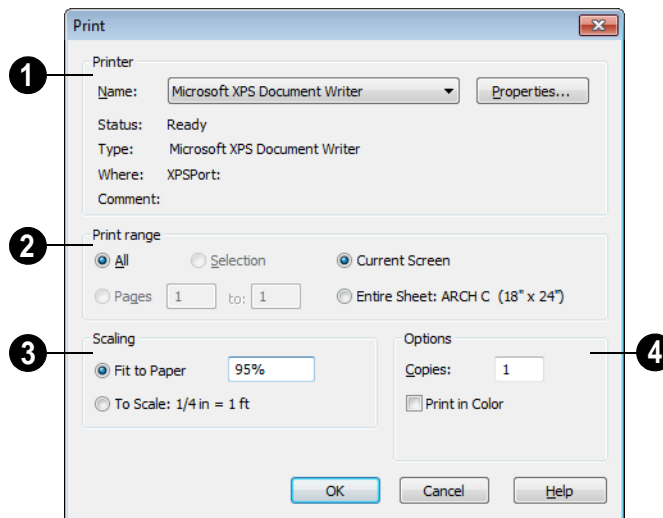 Print
1
Printer
Name: Microsoft XPS Document Writer Properties...
Status: Ready
Type: Microsoft XPS Document Writer
Where: XPSPort:
Comment:
2
Print range
All Selection Current Screen
Pages 1 to: 1 Entire Sheet: ARCH C (18" x 24")
3
Scaling
Fit to Paper 95%
To Scale: 1/4 in = 1 ft
4
Options
Copies: 1
Print in Color
OK Cancel Help